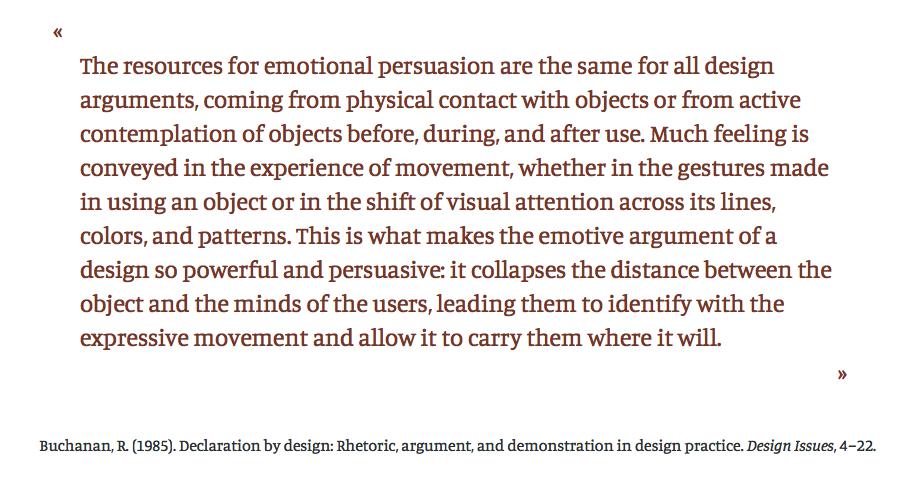 «
The resources for emotional persuasion are the same for all design
arguments, coming from physical contact with objects or from active
contemplation of objects before, during, and after use. Much feeling is
conveyed in the experience of movement, whether in the gestures made
in using an object or in the shift of visual attention across its lines,
colors, and patterns. This is what makes the emotive argument of a
design so powerful and persuasive: it collapses the distance between the
object and the minds of the users, leading them to identify with the
expressive movement and allow it to carry them where it will.
»
Buchanan, R. (1985). Declaration by design: Rhetoric, argument, and demonstration in design practice. Design Issues, 4–22.